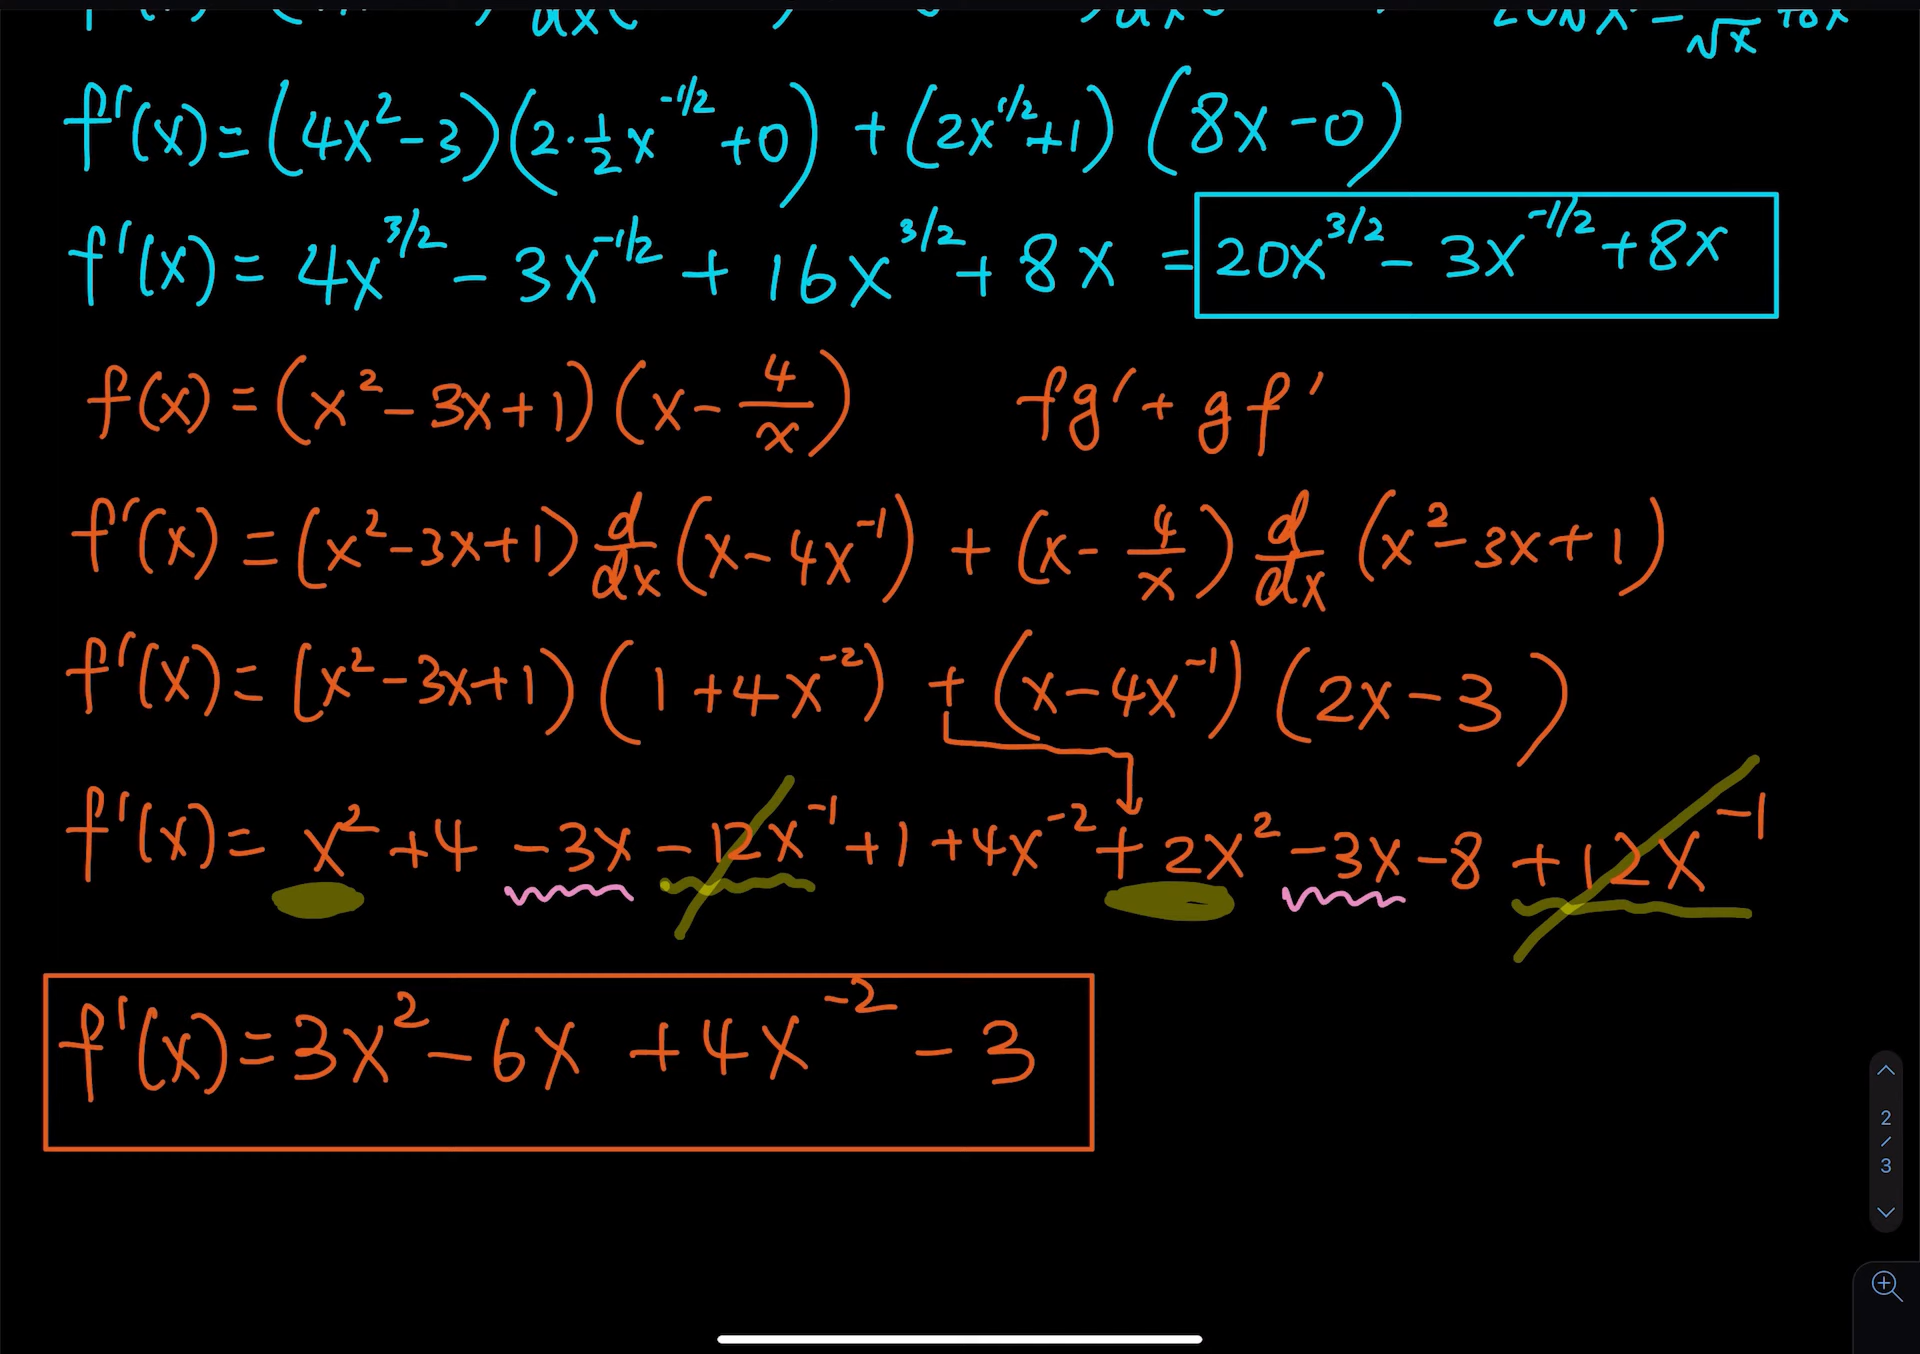 f'(x) = (4x² - 3)(2·½x^(-1/2) + 0) + (2x^(1/2) + 1)(8x - 0)
f'(x) = 4x^(3/2) - 3x^(-1/2) + 16x^(3/2) + 8x = 20x^(3/2) - 3x^(-1/2) + 8x
f(x) = (x² - 3x + 1)(x - 4/x) fg' + gf'
f'(x) = (x² - 3x + 1) d/dx (x - 4x⁻¹) + (x - 4/x) d/dx (x² - 3x + 1)
f'(x) = (x² - 3x + 1)(1 + 4x⁻²) + (x - 4x⁻¹)(2x - 3)
f'(x) = x² + 4 - 3x - 12x⁻¹ + 1 + 4x⁻² + 2x² - 3x - 8 + 12x⁻¹
f'(x) = 3x² - 6x + 4x⁻² - 3
2
/
3